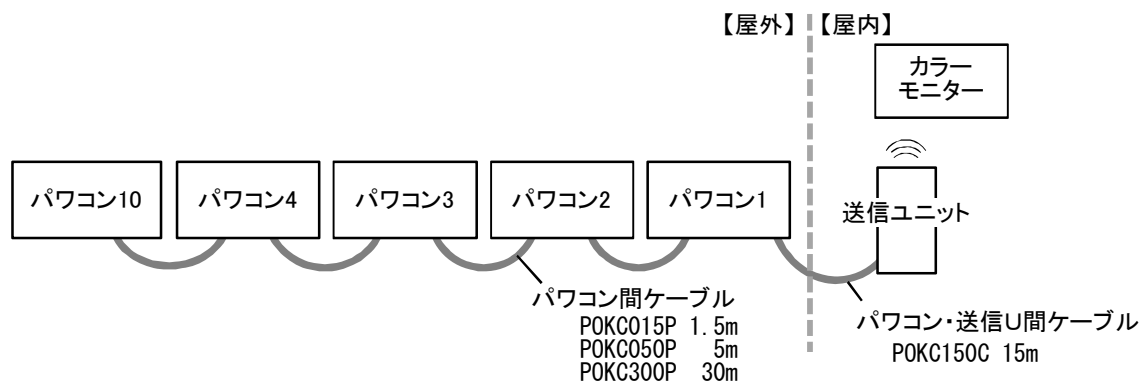 【屋外】
【屋内】
カラー
モニター
パワコン10
パワコン4
パワコン3
パワコン2
パワコン1
送信ユニット
パワコン間ケーブル
POKC015P 1.5m
POKC050P 5m
POKC300P 30m
パワコン・送信U間ケーブル
POKC150C 15m